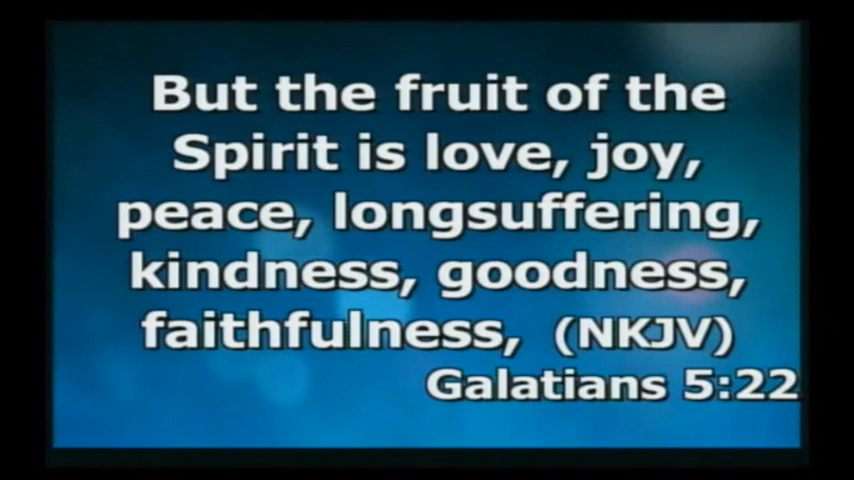 But the fruit of the
Spirit is love, joy,
peace, longsuffering,
kindness, goodness,
faithfulness, (NKJV)
Galatians 5:22